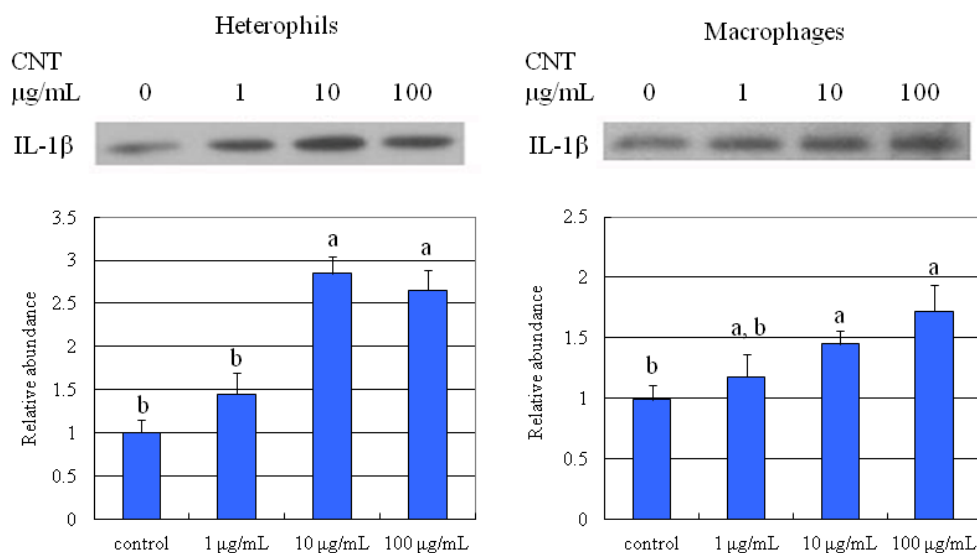 Heterophils
CNT
µg/mL 0 1 10 100
IL-1β
3.5
3
2.5
2
1.5
1
0.5
0
Relative abundance
b
b
a
a
control 1 µg/mL 10 µg/mL 100 µg/mL
Macrophages
CNT
µg/mL 0 1 10 100
IL-1β
2.5
2
1.5
1
0.5
0
Relative abundance
b
a, b
a
a
control 1 µg/mL 10 µg/mL 100 µg/mL